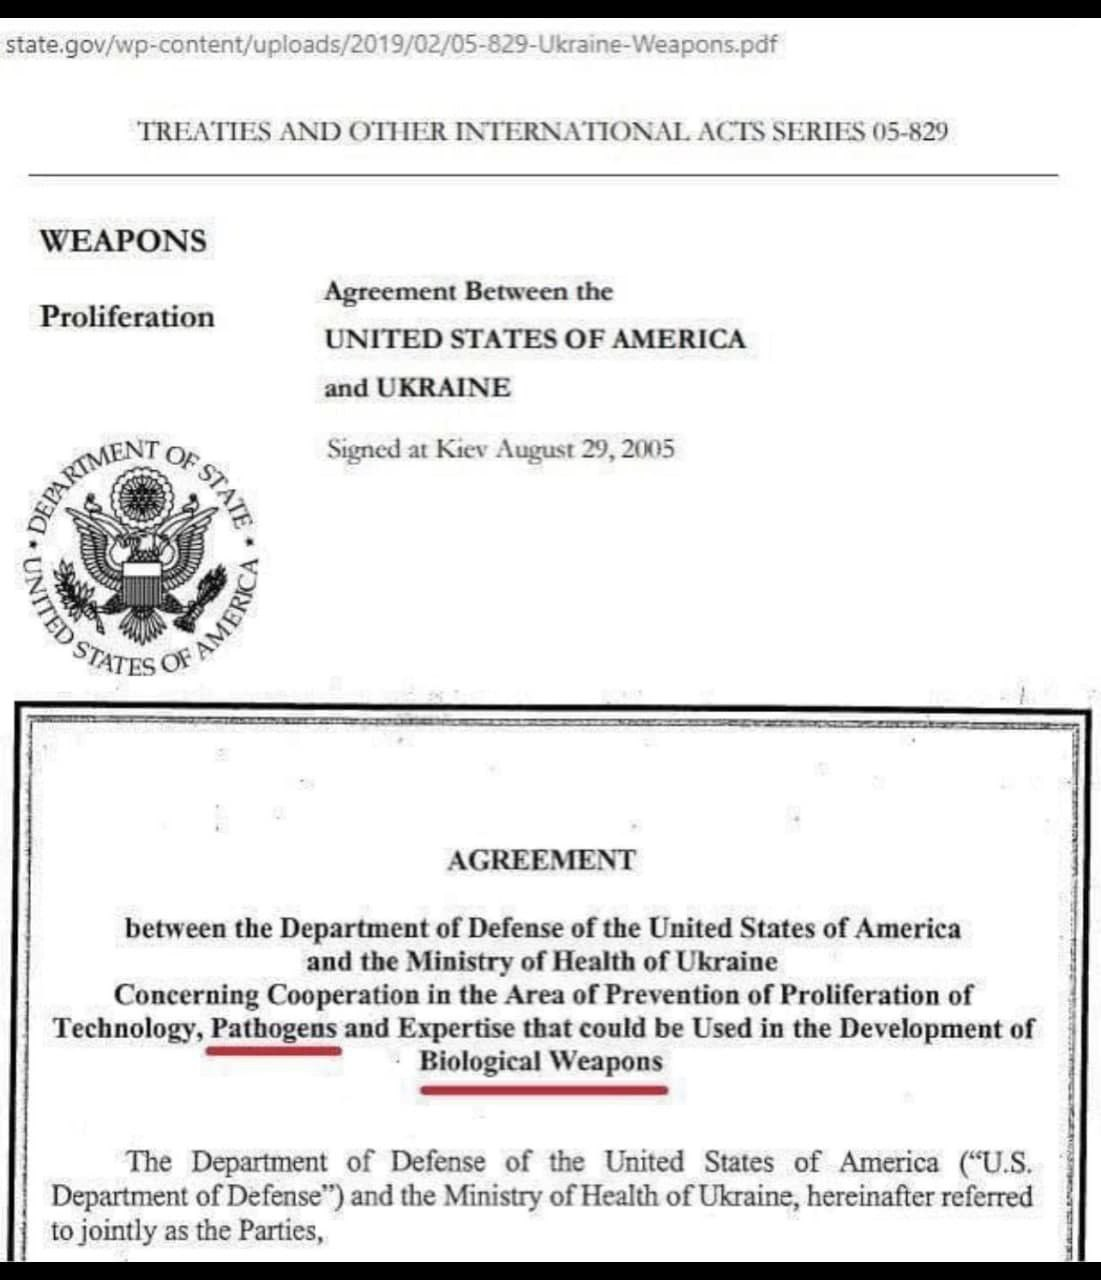 state.gov/wp-content/uploads/2019/02/05-829-Ukraine-Weapons.pdf
TREATIES AND OTHER INTERNATIONAL ACTS SERIES 05-829
WEAPONS
Proliferation
Agreement Between the
UNITED STATES OF AMERICA
and UKRAINE
Signed at Kiev August 29, 2005
DEPARTMENT OF STATE
UNITED STATES OF AMERICA
AGREEMENT
between the Department of Defense of the United States of America
and the Ministry of Health of Ukraine
Concerning Cooperation in the Area of Prevention of Proliferation of
Technology, Pathogens and Expertise that could be Used in the Development of
Biological Weapons
The Department of Defense of the United States of America (“U.S.
Department of Defense”) and the Ministry of Health of Ukraine, hereinafter referred
to jointly as the Parties,